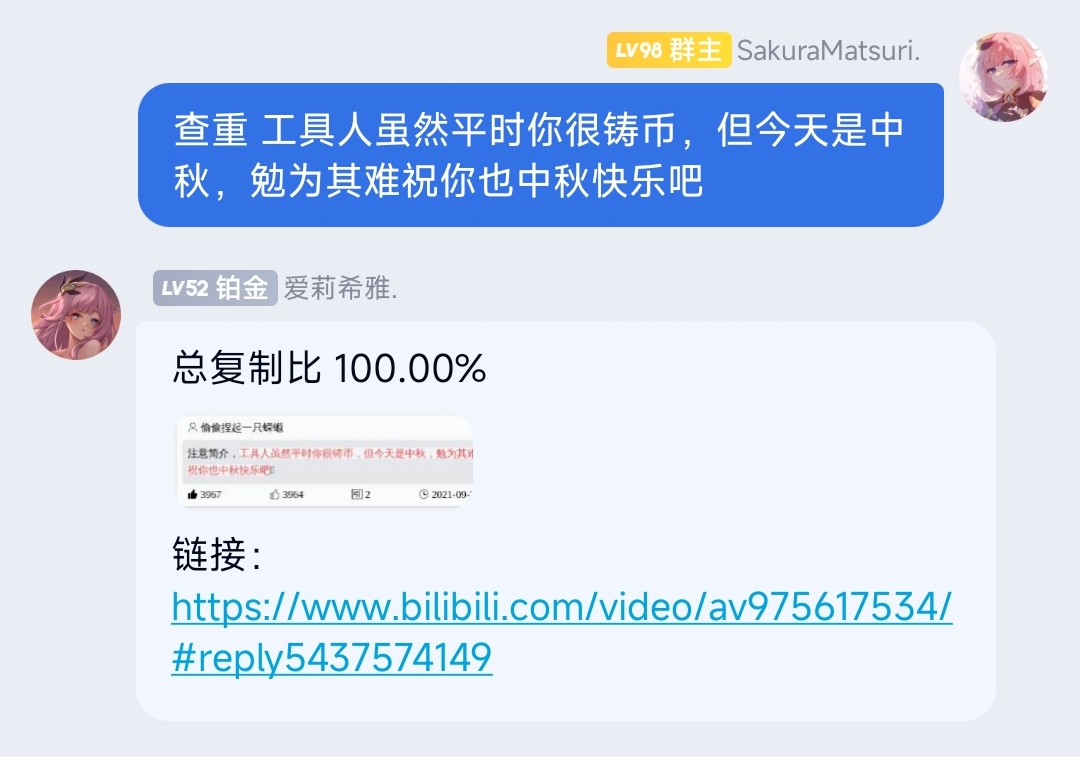 LV98 群主 SakuraMatsuri.
查重 工具人虽然平时你很铸币，但今天是中
秋，勉为其难祝你也中秋快乐吧
LV52 铂金 爱莉希雅.
总复制比 100.00%
偷偷捏起一只蝾螈
注意简介，工具人虽然平时你很铸币，但今天是中秋，勉为其难
祝你也中秋快乐吧
3967 3964 2 2021-09-
链接：
https://www.bilibili.com/video/av975617534/
#reply5437574149